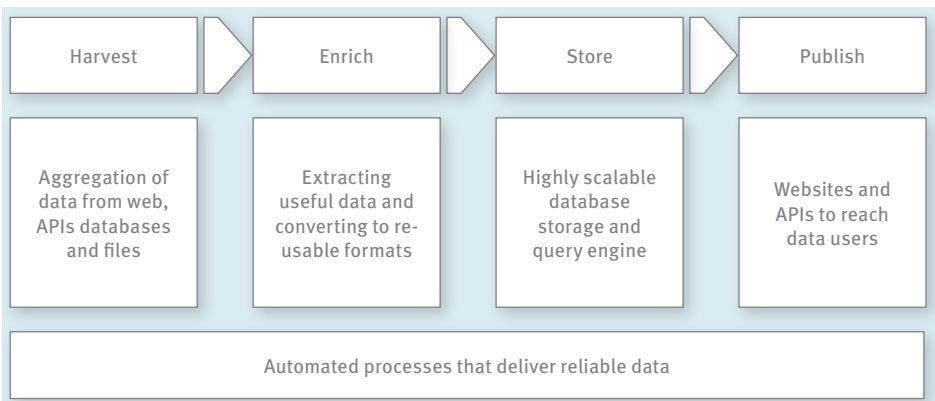 Harvest
Enrich
Store
Publish
Aggregation of
data from web,
APIs databases
and files
Extracting
useful data and
converting to re-
usable formats
Highly scalable
database
storage and
query engine
Websites and
APIs to reach
data users
Automated processes that deliver reliable data